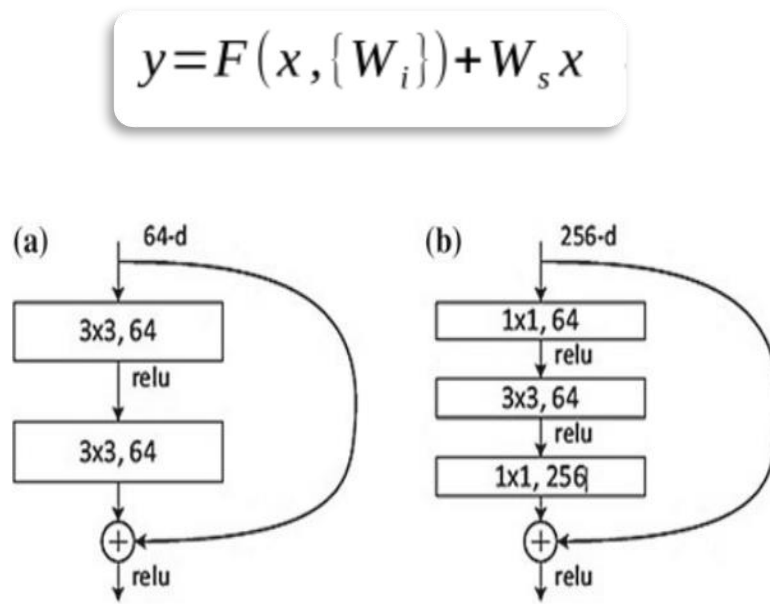 y=F(x,{W_i})+W_s x
(a)
64-d
3x3, 64
relu
3x3, 64
+
relu
(b)
256-d
1x1, 64
relu
3x3, 64
relu
1x1, 256
+
relu